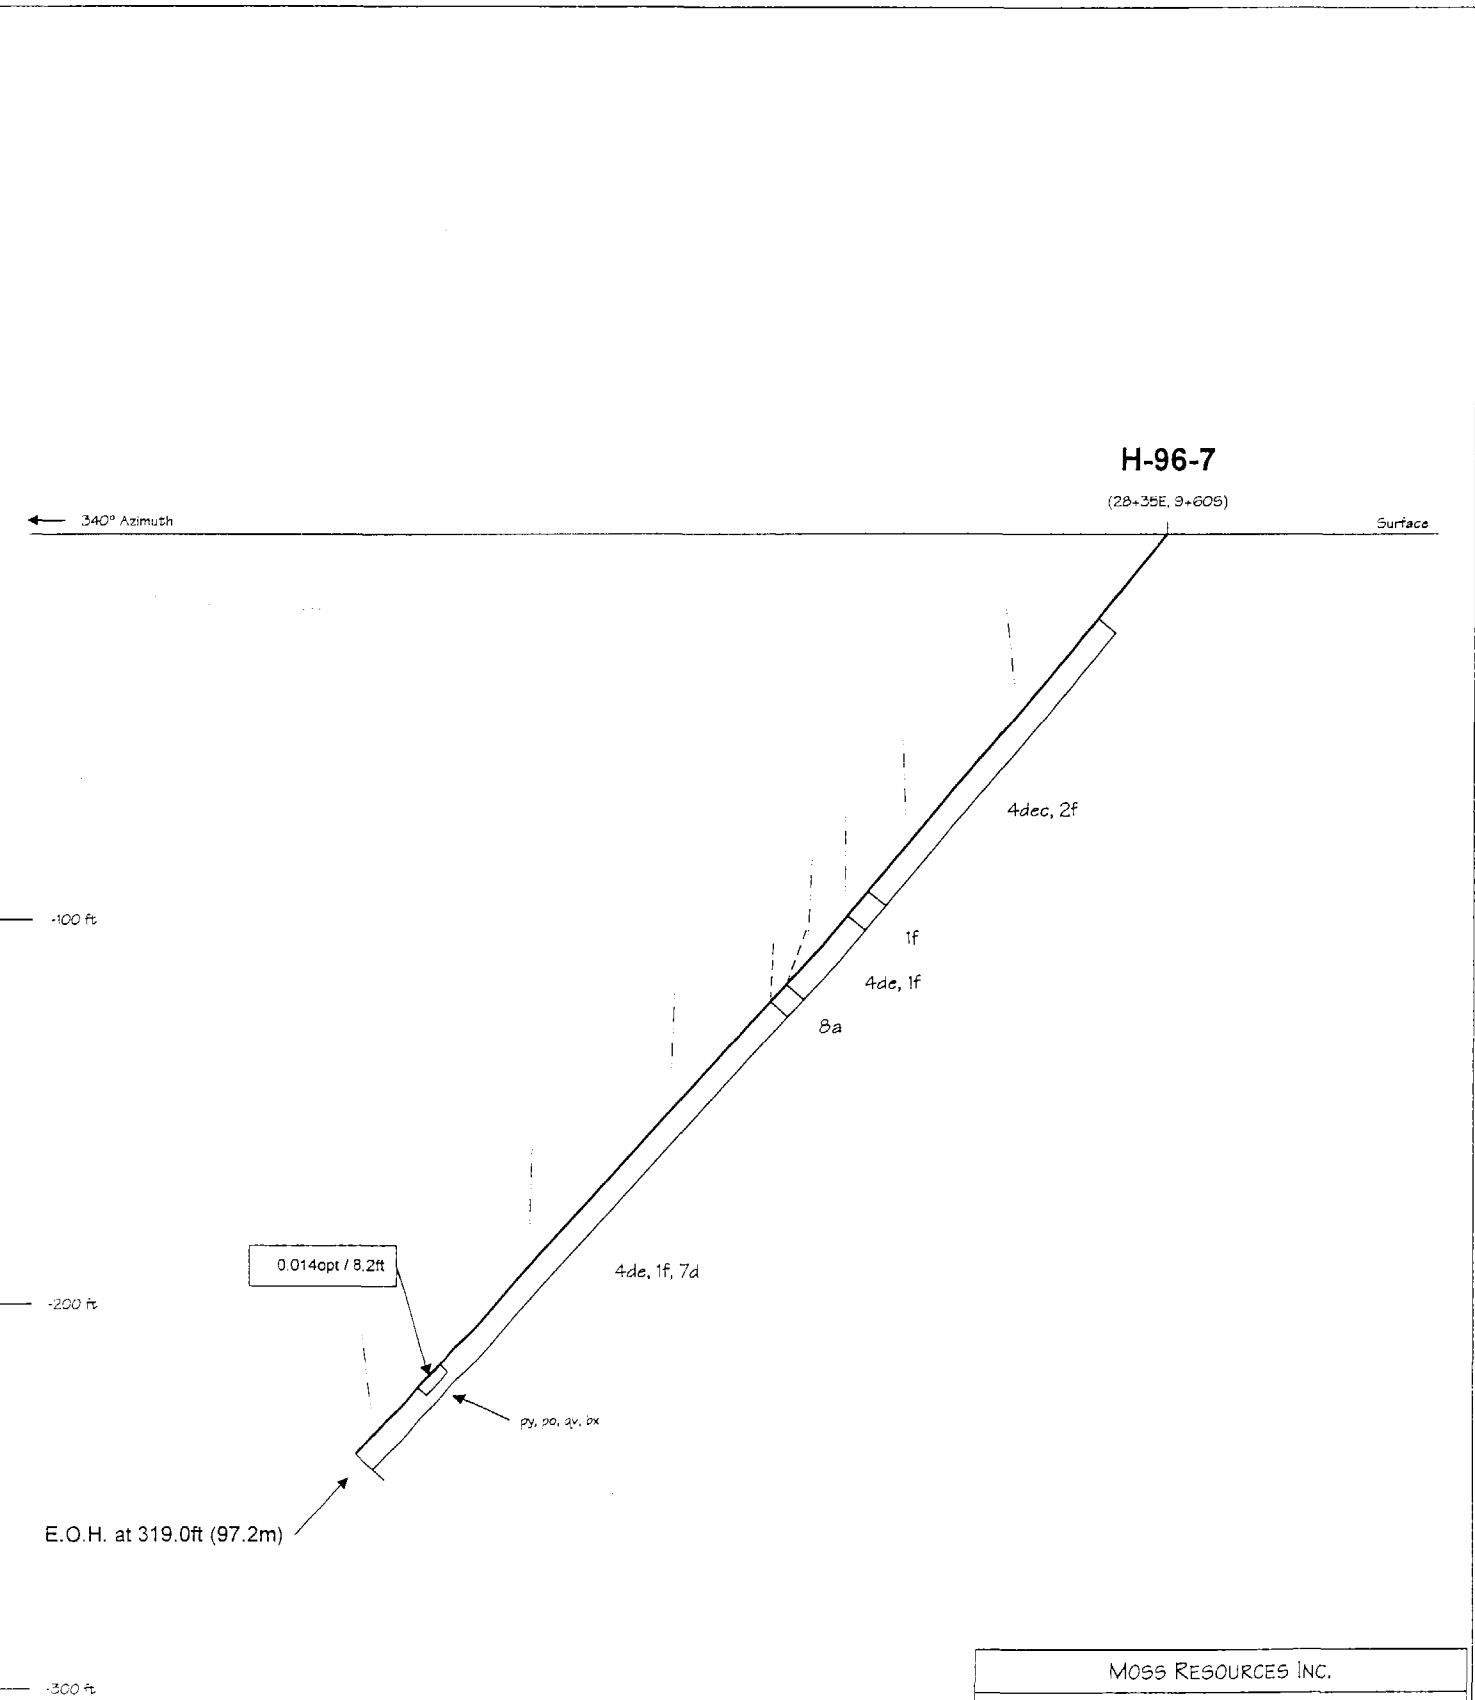 H-96-7
(28+35E, 9+60S)
340° Azimuth
Surface
4dec, 2f
-100 ft
1f
4de, 1f
8a
0.014opt / 8.2ft
4de, 1f, 7d
-200 ft
py, po, qv, bx
E.O.H. at 319.0ft (97.2m)
MOSS RESOURCES INC.
-300 ft